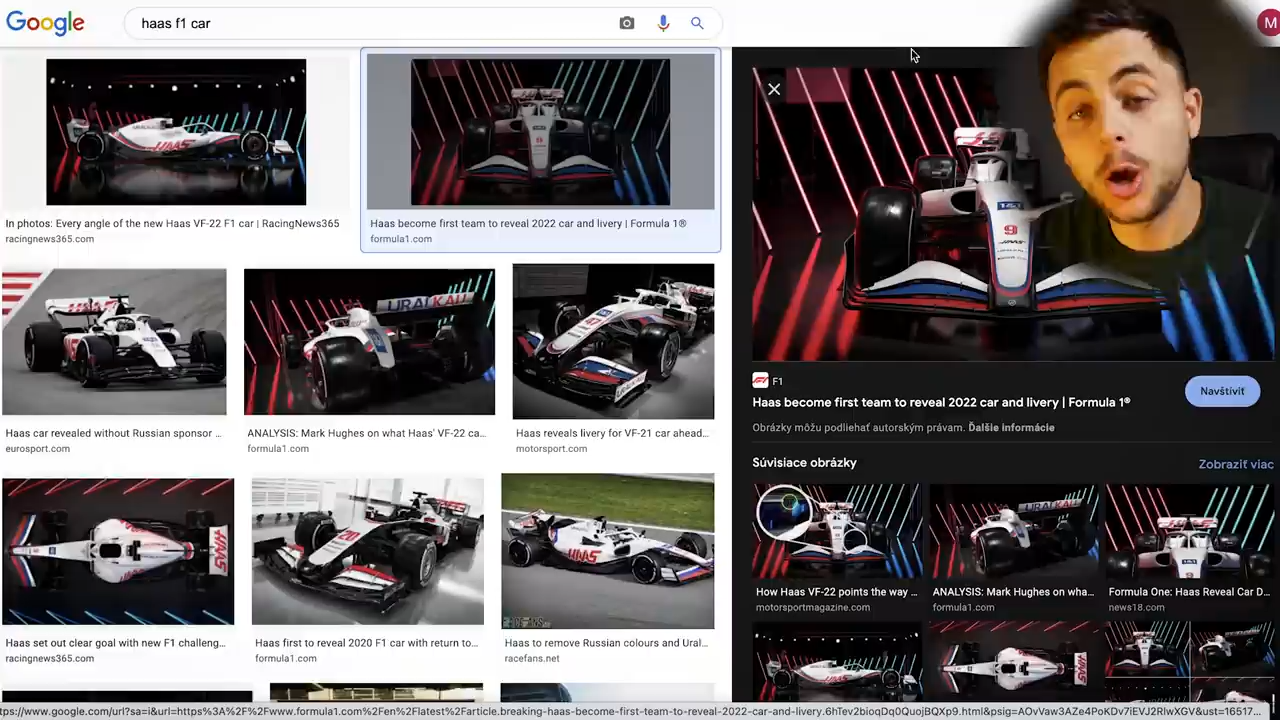 Google
haas f1 car
M
In photos: Every angle of the new Haas VF-22 F1 car | RacingNews365
racingnews365.com
Haas become first team to reveal 2022 car and livery | Formula 1®
formula1.com
HAAS
URALKALI
9
Haas car revealed without Russian sponsor ...
eurosport.com
ANALYSIS: Mark Hughes on what Haas' VF-22 ca...
formula1.com
Haas reveals livery for VF-21 car ahead...
motorsport.com
F1
Haas become first team to reveal 2022 car and livery | Formula 1®
Navštíviť
Obrázky môžu podliehať autorským právam. Ďalšie informácie
Súvisiace obrázky
Zobraziť viac
HAAS
20
HAAS
Haas set out clear goal with new F1 challeng...
racingnews365.com
Haas first to reveal 2020 F1 car with return to...
formula1.com
Haas to remove Russian colours and Ural...
racefans.net
How Haas VF-22 points the way ...
motorsportmagazine.com
ANALYSIS: Mark Hughes on wha...
formula1.com
Formula One: Haas Reveal Car D...
news18.com